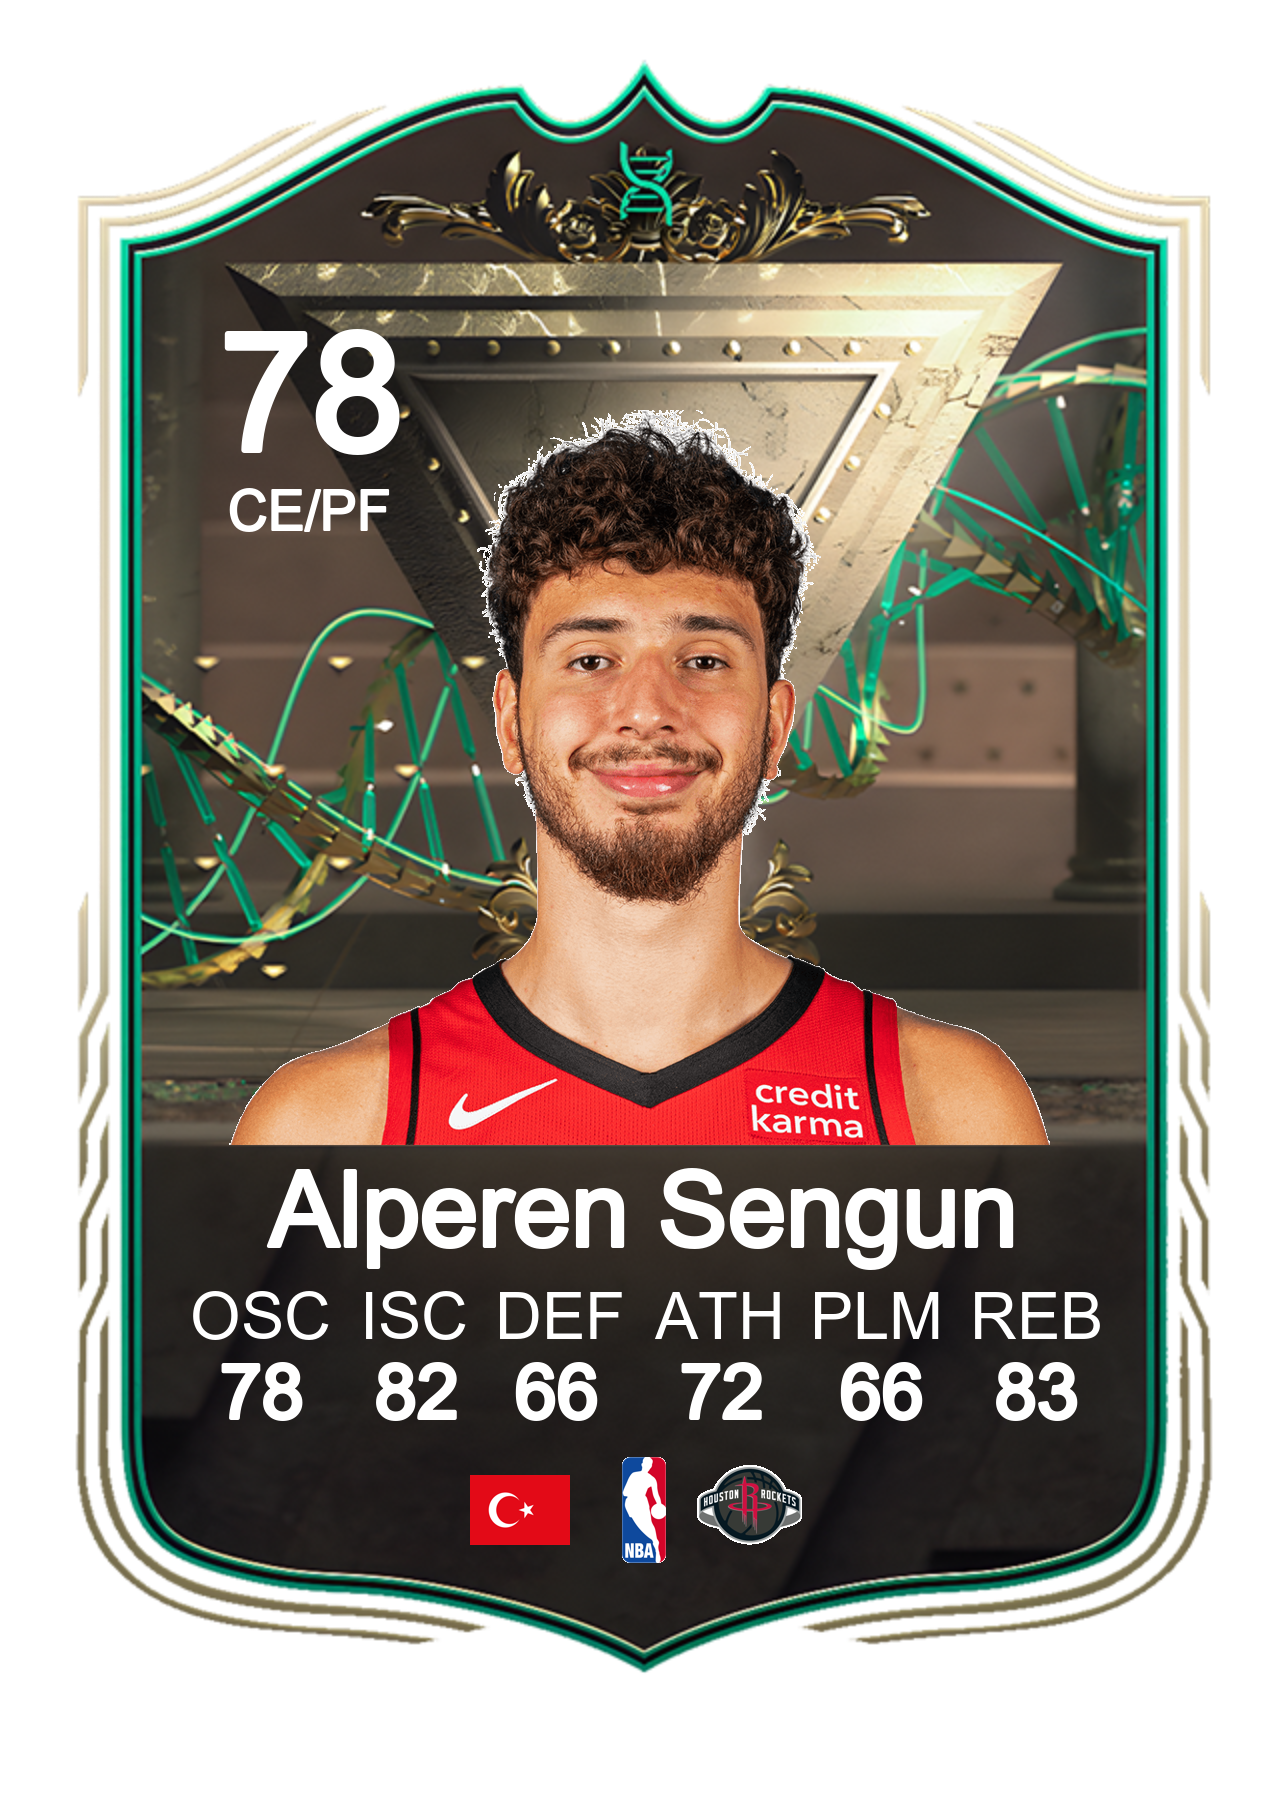 78
CE/PF
credit
karma
Alperen Sengun
OSC ISC DEF ATH PLM REB
78 82 66 72 66 83
NBA
HOUSTON R ROCKETS